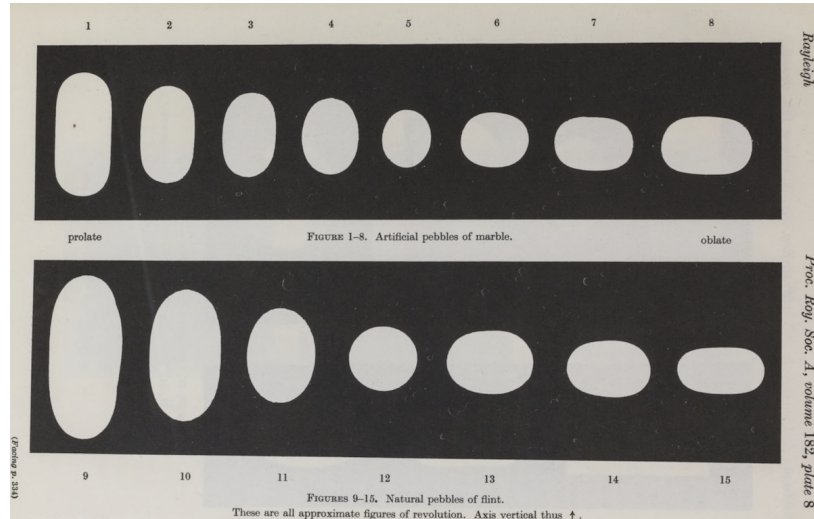 1 2 3 4 5 6 7 8
Rayleigh
prolate
FIGURE 1–8. Artificial pebbles of marble.
oblate
Proc. Roy. Soc. A, volume 182, plate 8
(Facing p. 334)
9 10 11 12 13 14 15
FIGURES 9–15. Natural pebbles of flint.
These are all approximate figures of revolution. Axis vertical thus ↑.